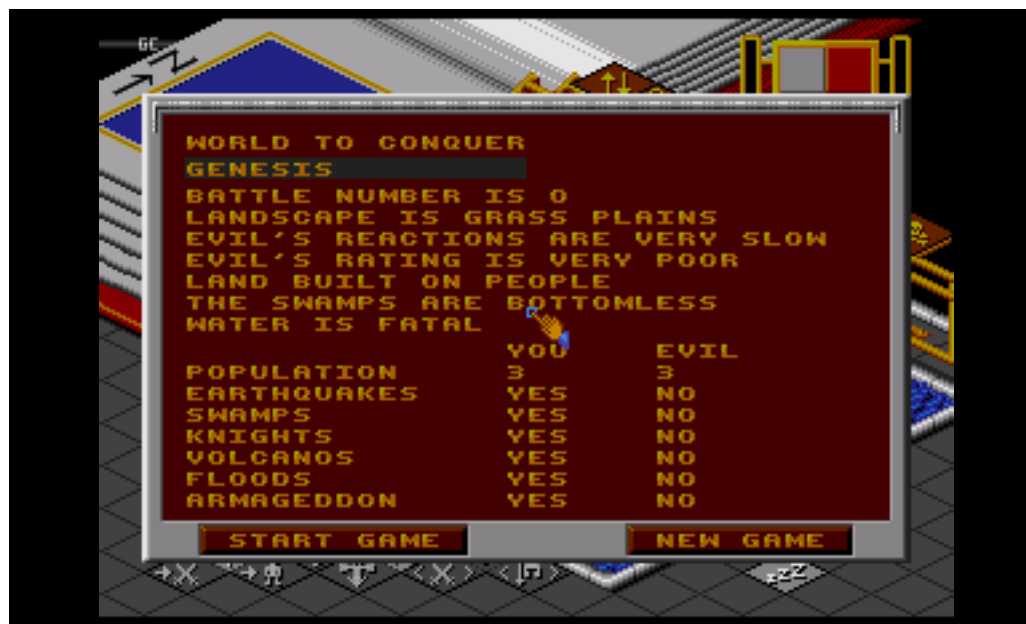 GE
WORLD TO CONQUER
GENESIS
BATTLE NUMBER IS 0
LANDSCAPE IS GRASS PLAINS
EVIL'S REACTIONS ARE VERY SLOW
EVIL'S RATING IS VERY POOR
LAND BUILT ON PEOPLE
THE SWAMPS ARE BOTTOMLESS
WATER IS FATAL
YOU EVIL
POPULATION 3 3
EARTHQUAKES YES NO
SWAMPS YES NO
KNIGHTS YES NO
VOLCANOS YES NO
FLOODS YES NO
ARMAGEDDON YES NO
START GAME NEW GAME
zZZ